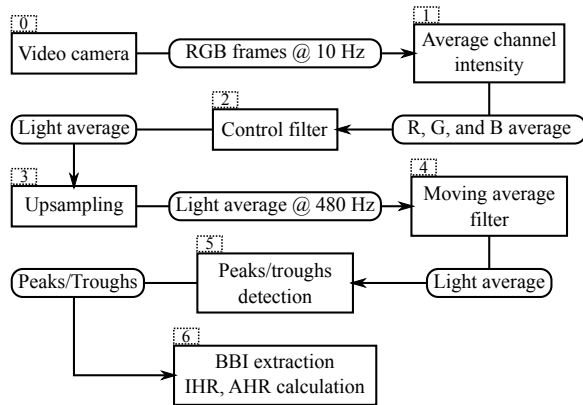 0
Video camera
RGB frames @ 10 Hz
1
Average channel
intensity
R, G, and B average
2
Control filter
Light average
3
Upsampling
Light average @ 480 Hz
4
Moving average
filter
Light average
5
Peaks/troughs
detection
Peaks/Troughs
6
BBI extraction
IHR, AHR calculation